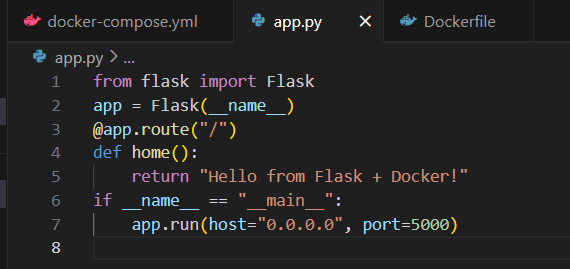 docker-compose.yml app.py Dockerfile
app.py > ...
1 from flask import Flask
2 app = Flask(__name__)
3 @app.route("/")
4 def home():
5     return "Hello from Flask + Docker!"
6 if __name__ == "__main__":
7     app.run(host="0.0.0.0", port=5000)
8